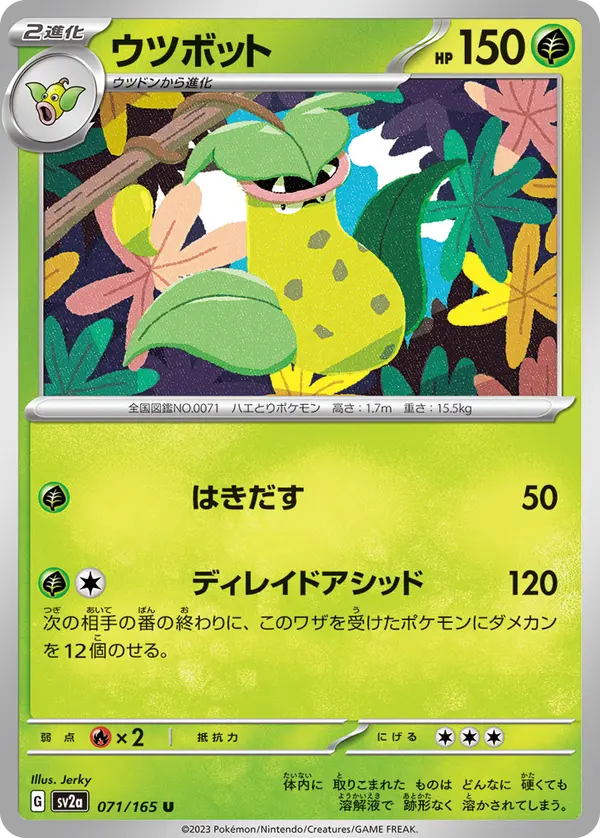 2進化
ウツボット
HP 150
ウツドンから進化
全国図鑑NO.0071 ハエとりポケモン 高さ:1.7m 重さ:15.5kg
はきだす 50
ディレイドアシッド 120
次の相手の番の終わりに、このワザを受けたポケモンにダメカン
を12個のせる。
弱点 ×2 抵抗力 にげる
Illus. Jerky
G sv2a 071/165 U
体内に 取りこまれた ものは どんなに 硬くても
溶解液で 跡形なく 溶かされてしまう。
©2023 Pokémon/Nintendo/Creatures/GAME FREAK.